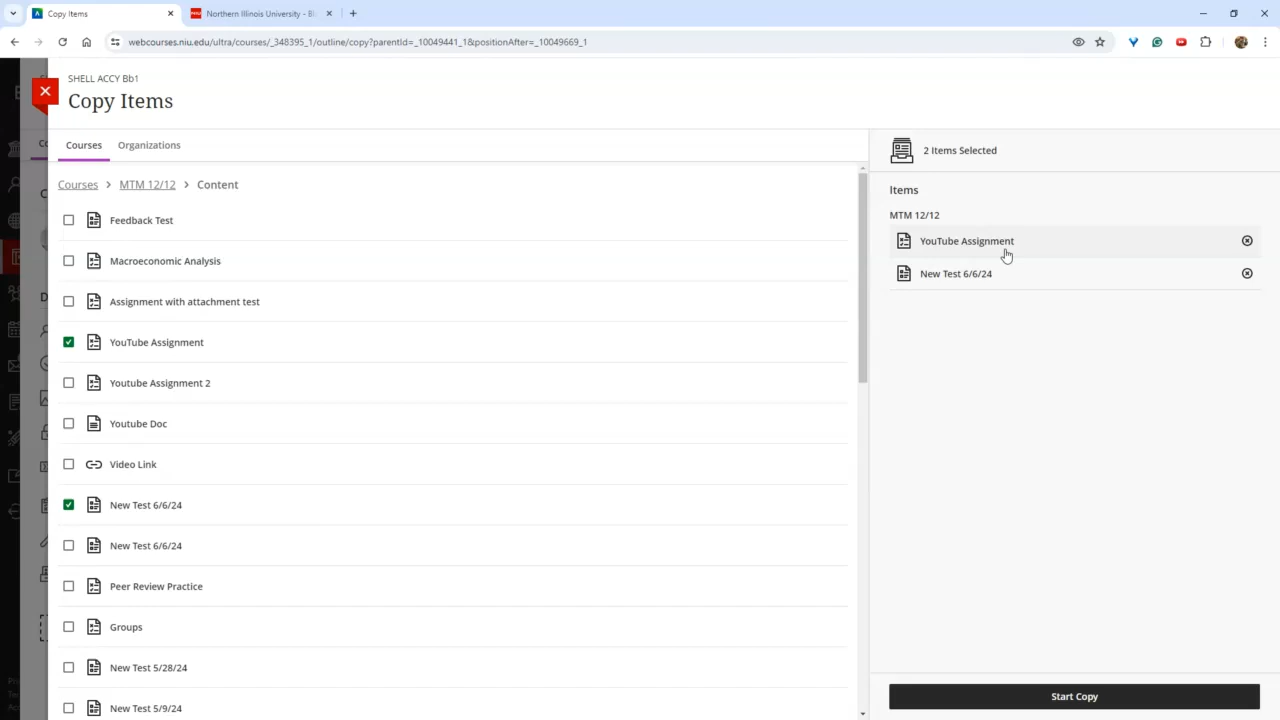 Copy Items
Northern Illinois University - Bl
webcourses.niu.edu/ultra/courses/_348395_1/outline/copy?parentId=_10049441_1&positionAfter=_10049669_1
SHELL ACCY Bb1
Copy Items
Courses
Organizations
2 Items Selected
Courses > MTM 12/12 > Content
Items
MTM 12/12
Feedback Test
YouTube Assignment
Macroeconomic Analysis
New Test 6/6/24
Assignment with attachment test
YouTube Assignment
Youtube Assignment 2
Youtube Doc
Video Link
New Test 6/6/24
New Test 6/6/24
Peer Review Practice
Groups
New Test 5/28/24
New Test 5/9/24
Start Copy